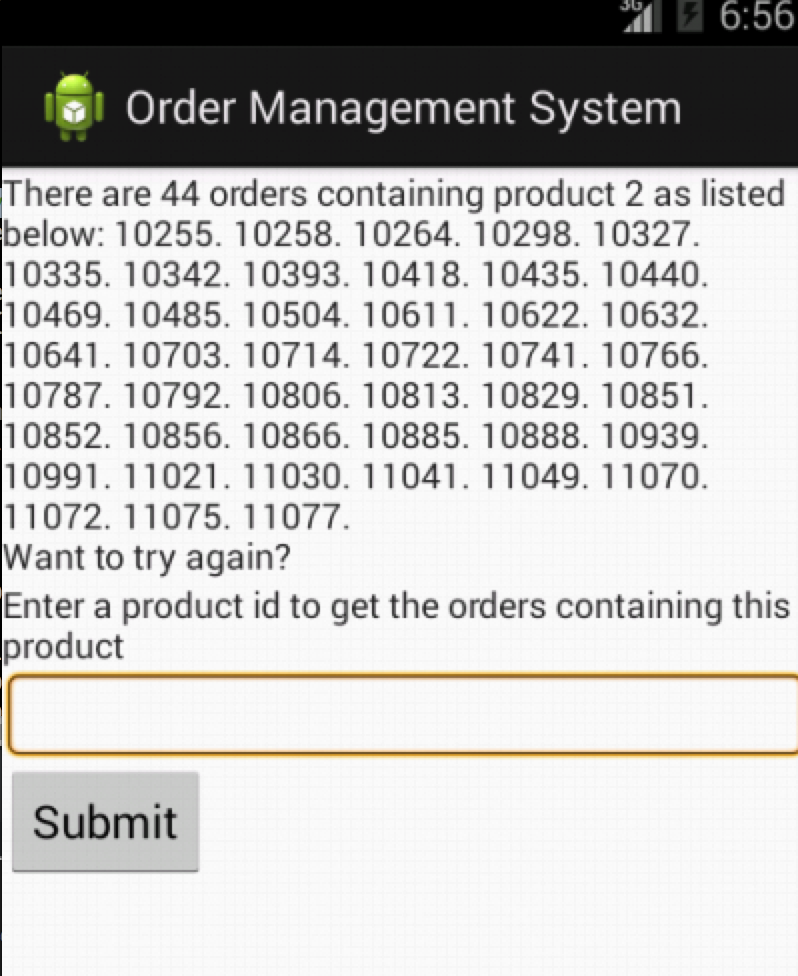 3G 6:56
Order Management System
There are 44 orders containing product 2 as listed
below: 10255. 10258. 10264. 10298. 10327.
10335. 10342. 10393. 10418. 10435. 10440.
10469. 10485. 10504. 10611. 10622. 10632.
10641. 10703. 10714. 10722. 10741. 10766.
10787. 10792. 10806. 10813. 10829. 10851.
10852. 10856. 10866. 10885. 10888. 10939.
10991. 11021. 11030. 11041. 11049. 11070.
11072. 11075. 11077.
Want to try again?
Enter a product id to get the orders containing this
product
Submit